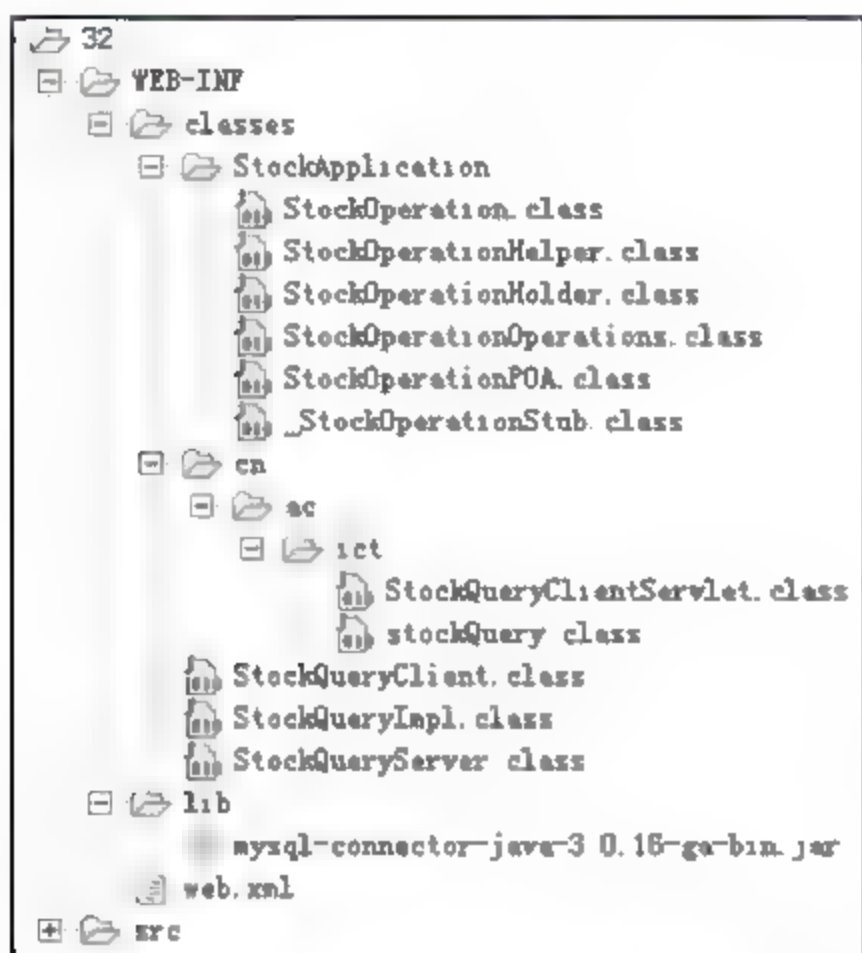 32
WEB-INF
classes
StockApplication
StockOperation.class
StockOperationHelper.class
StockOperationHolder.class
StockOperationOperations.class
StockOperationPOA.class
_StockOperationStub.class
cn
ac
ict
StockQueryClientServlet.class
stockQuery.class
StockQueryClient.class
StockQueryImpl.class
StockQueryServer.class
lib
mysql-connector-java-3.0.16-ga-bin.jar
web.xml
src